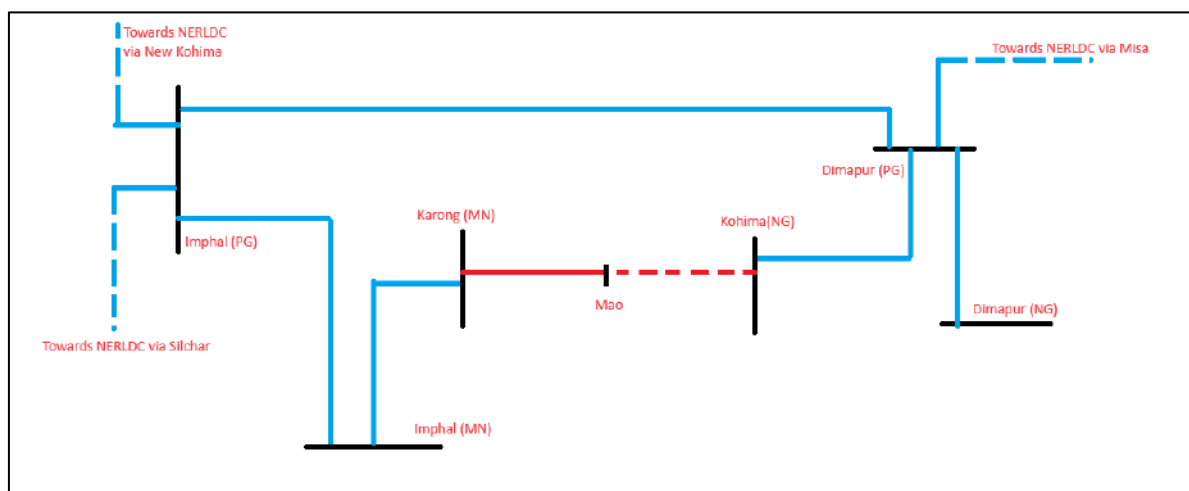 Towards NERLDC
via New Kohima
Towards NERLDC via Misa
Dimapur (PG)
Karong (MN)
Kohima(NG)
Imphal (PG)
Mao
Dimapur (NG)
Towards NERLDC via Silchar
Imphal (MN)